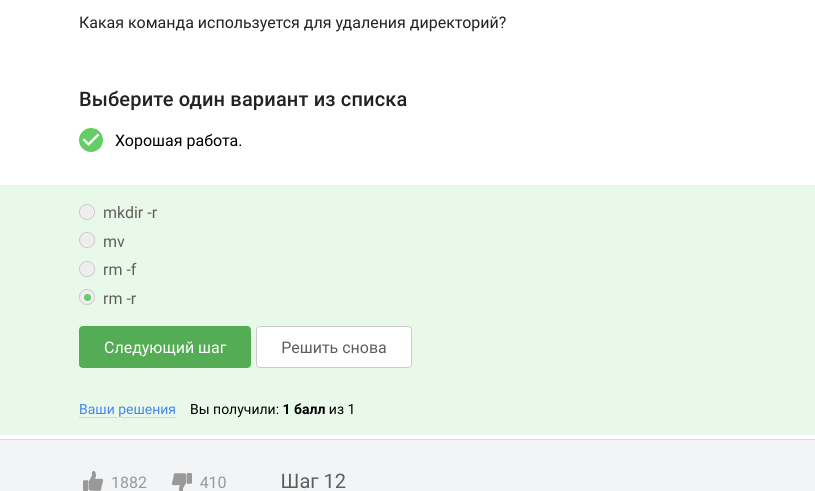 Какая команда используется для удаления директорий?
Выберите один вариант из списка
Хорошая работа.
mkdir -r
mv
rm -f
rm -r
Следующий шаг Решить снова
Ваши решения Вы получили: 1 балл из 1
1882 410 Шаг 12